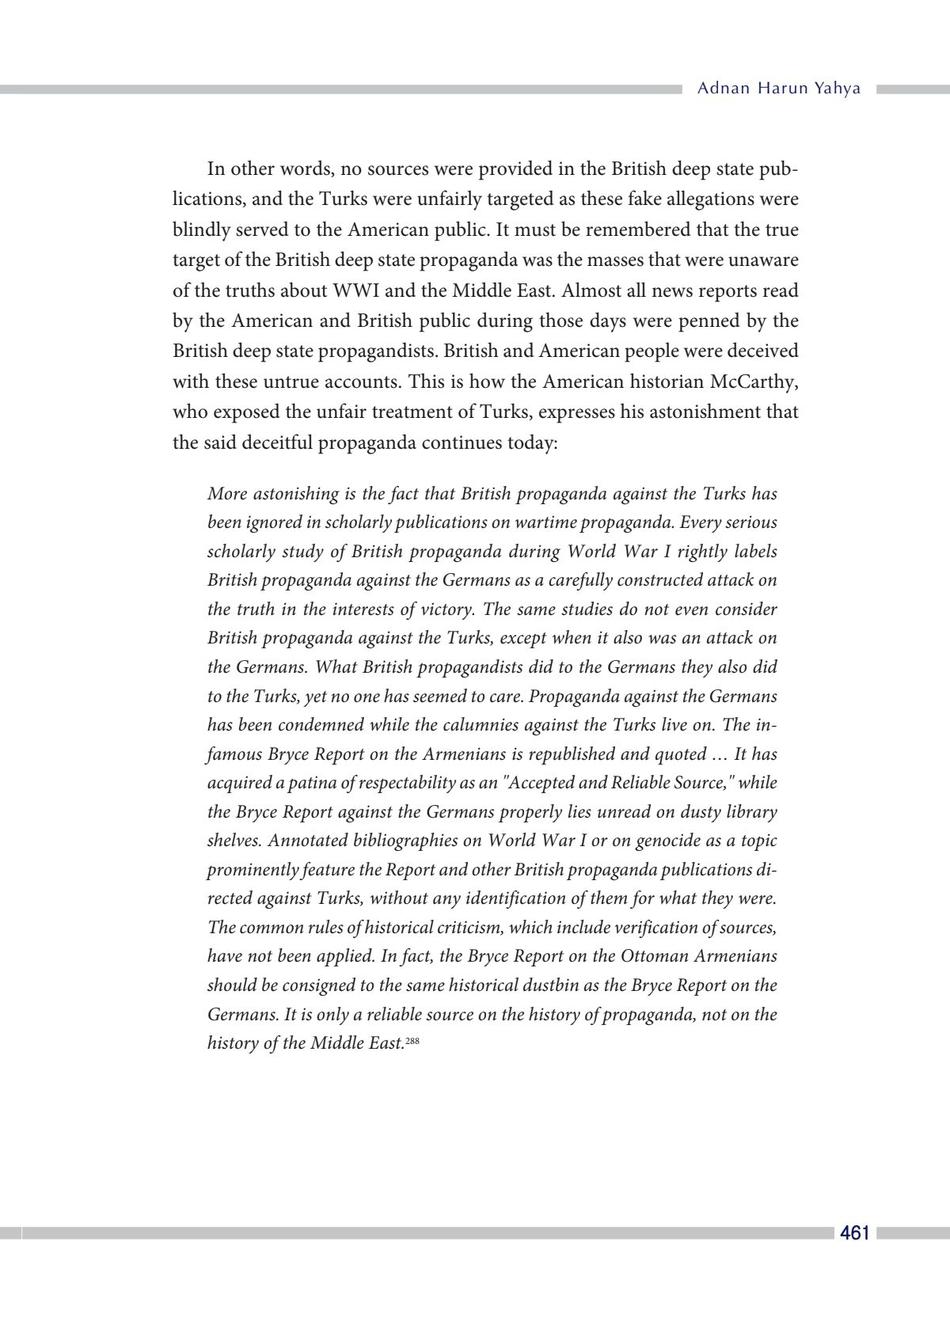 Adnan Harun Yahya
In other words, no sources were provided in the British deep state pub-
lications, and the Turks were unfairly targeted as these fake allegations were
blindly served to the American public. It must be remembered that the true
target of the British deep state propaganda was the masses that were unaware
of the truths about WWI and the Middle East. Almost all news reports read
by the American and British public during those days were penned by the
British deep state propagandists. British and American people were deceived
with these untrue accounts. This is how the American historian McCarthy,
who exposed the unfair treatment of Turks, expresses his astonishment that
the said deceitful propaganda continues today:
More astonishing is the fact that British propaganda against the Turks has
been ignored in scholarly publications on wartime propaganda. Every serious
scholarly study of British propaganda during World War I rightly labels
British propaganda against the Germans as a carefully constructed attack on
the truth in the interests of victory. The same studies do not even consider
British propaganda against the Turks, except when it also was an attack on
the Germans. What British propagandists did to the Germans they also did
to the Turks, yet no one has seemed to care. Propaganda against the Germans
has been condemned while the calumnies against the Turks live on. The in-
famous Bryce Report on the Armenians is republished and quoted … It has
acquired a patina of respectability as an "Accepted and Reliable Source," while
the Bryce Report against the Germans properly lies unread on dusty library
shelves. Annotated bibliographies on World War I or on genocide as a topic
prominently feature the Report and other British propaganda publications di-
rected against Turks, without any identification of them for what they were.
The common rules of historical criticism, which include verification of sources,
have not been applied. In fact, the Bryce Report on the Ottoman Armenians
should be consigned to the same historical dustbin as the Bryce Report on the
Germans. It is only a reliable source on the history of propaganda, not on the
history of the Middle East.288
461